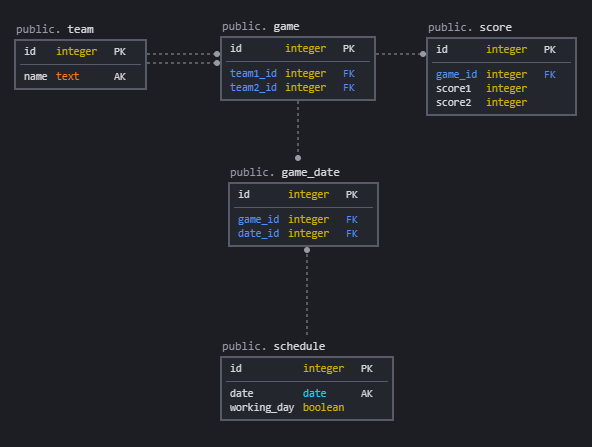 public. team
id integer PK
name text AK
public. game
id integer PK
team1_id integer FK
team2_id integer FK
public. score
id integer PK
game_id integer FK
score1 integer
score2 integer
public. game_date
id integer PK
game_id integer FK
date_id integer FK
public. schedule
id integer PK
date date AK
working_day boolean